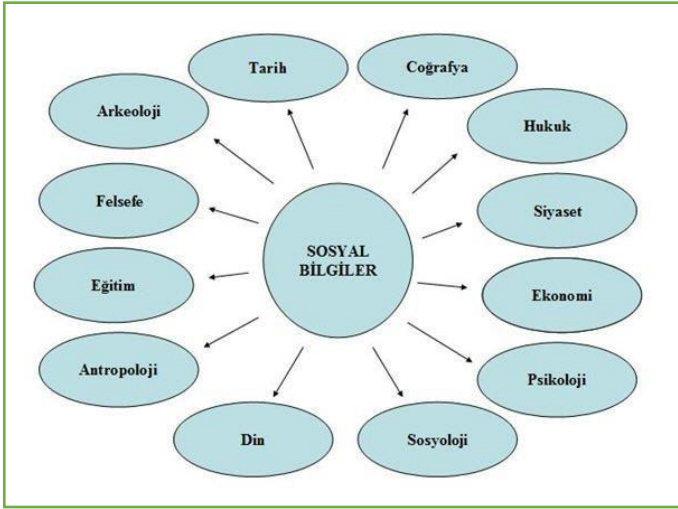 Tarih
Coğrafya
Arkeoloji
Hukuk
Felsefe
Siyaset
SOSYAL
BİLGİLER
Eğitim
Ekonomi
Antropoloji
Psikoloji
Din
Sosyoloji